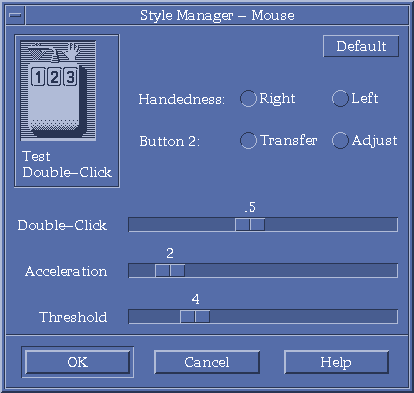 Style Manager – Mouse
Default
1 2 3
Test
Double–Click
Handedness: Right Left
Button 2: Transfer Adjust
.5
Double–Click
2
Acceleration
4
Threshold
OK Cancel Help